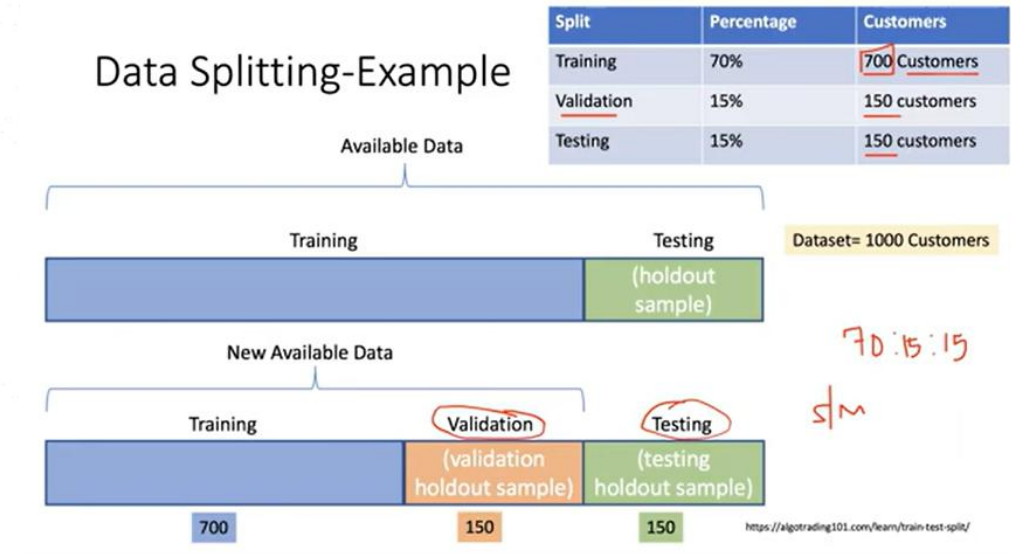 Data Splitting-Example
Split Percentage Customers
Training 70% 700 Customers
Validation 15% 150 customers
Testing 15% 150 customers
Available Data
Training Testing
(holdout
sample)
Dataset= 1000 Customers
New Available Data
70:15:15
Training Validation Testing
(validation
holdout sample)
(testing
holdout sample)
700 150 150
https://algotrading101.com/learn/train-test-split/